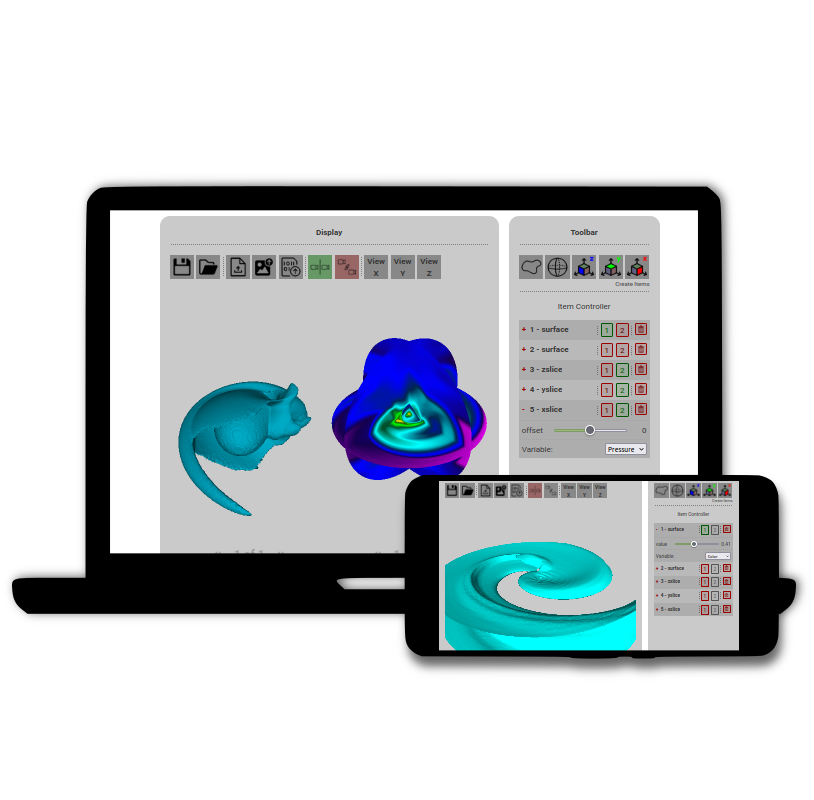 Display
View X
View Y
View Z
Toolbar
Create Items
Item Controller
+ 1 - surface 1 2
+ 2 - surface 1 2
+ 3 - zslice 1 2
+ 4 - yslice 1 2
- 5 - xslice 1 2
offset 0
Variable: Pressure
View X
View Y
View Z
Create Items
Item Controller
- 1 - surface 1 2
value 0.41
Variable:
+ 2 - surface 1 2
+ 3 - zslice 1 2
+ 4 - yslice 1 2
+ 5 - xslice 1 2